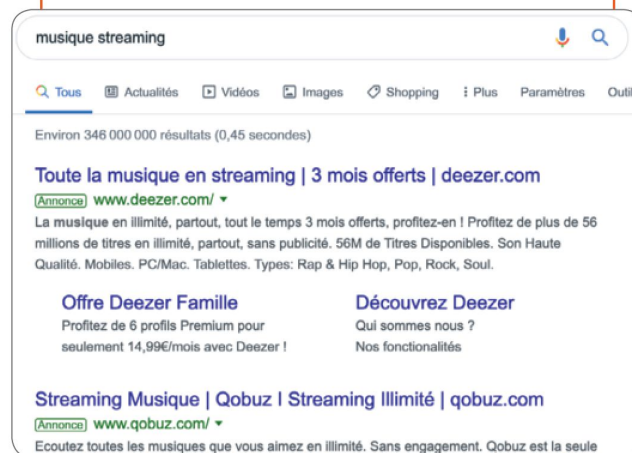 musique streaming
Tous Actualités Vidéos Images Shopping Plus Paramètres Outil
Environ 346 000 000 résultats (0,45 secondes)
Toute la musique en streaming | 3 mois offerts | deezer.com
Annonce www.deezer.com/
La musique en illimité, partout, tout le temps 3 mois offerts, profitez-en ! Profitez de plus de 56
millions de titres en illimité, partout, sans publicité. 56M de Titres Disponibles. Son Haute
Qualité. Mobiles. PC/Mac. Tablettes. Types: Rap & Hip Hop, Pop, Rock, Soul.
Offre Deezer Famille
Profitez de 6 profils Premium pour
seulement 14,99€/mois avec Deezer !
Découvrez Deezer
Qui sommes nous ?
Nos fonctionalités
Streaming Musique | Qobuz I Streaming Illimité | qobuz.com
Annonce www.qobuz.com/
Ecoutez toutes les musiques que vous aimez en illimité. Sans engagement. Qobuz est la seule